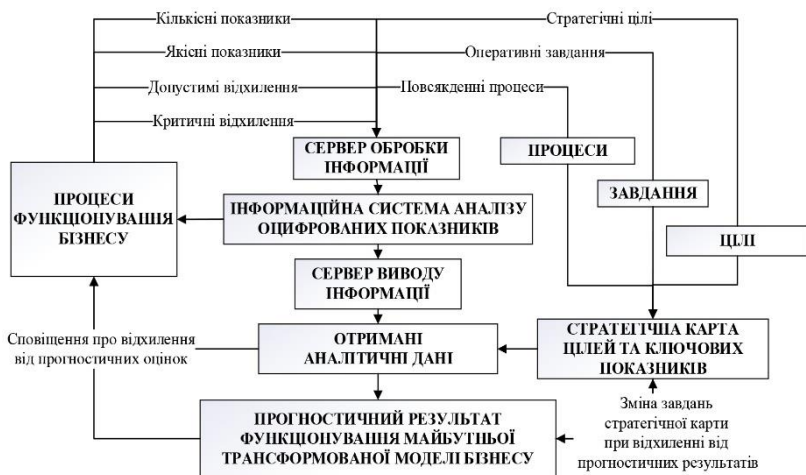 Кількісні показники
Стратегічні цілі
Якісні показники
Оперативні завдання
Допустимі відхилення
Повсякденні процеси
Критичні відхилення
СЕРВЕР ОБРОБКИ
ІНФОРМАЦІЇ
ПРОЦЕСИ
ЗАВДАННЯ
ЦІЛІ
ПРОЦЕСИ
ФУНКЦІОНУВАННЯ
БІЗНЕСУ
ІНФОРМАЦІЙНА СИСТЕМА АНАЛІЗУ
ОЦИФРОВАНИХ ПОКАЗНИКІВ
СЕРВЕР ВИВОДУ
ІНФОРМАЦІЇ
Сповіщення про відхилення
від прогностичних оцінок
ОТРИМАНІ
АНАЛІТИЧНІ ДАНІ
СТРАТЕГІЧНА КАРТА
ЦІЛЕЙ ТА КЛЮЧОВИХ
ПОКАЗНИКІВ
ПРОГНОСТИЧНИЙ РЕЗУЛЬТАТ
ФУНКЦІОНУВАННЯ МАЙБУТНЬОЇ
ТРАНСФОРМОВАНОЇ МОДЕЛІ БІЗНЕСУ
Зміна завдань
стратегічної карти
при відхиленні від
прогностичних результатів